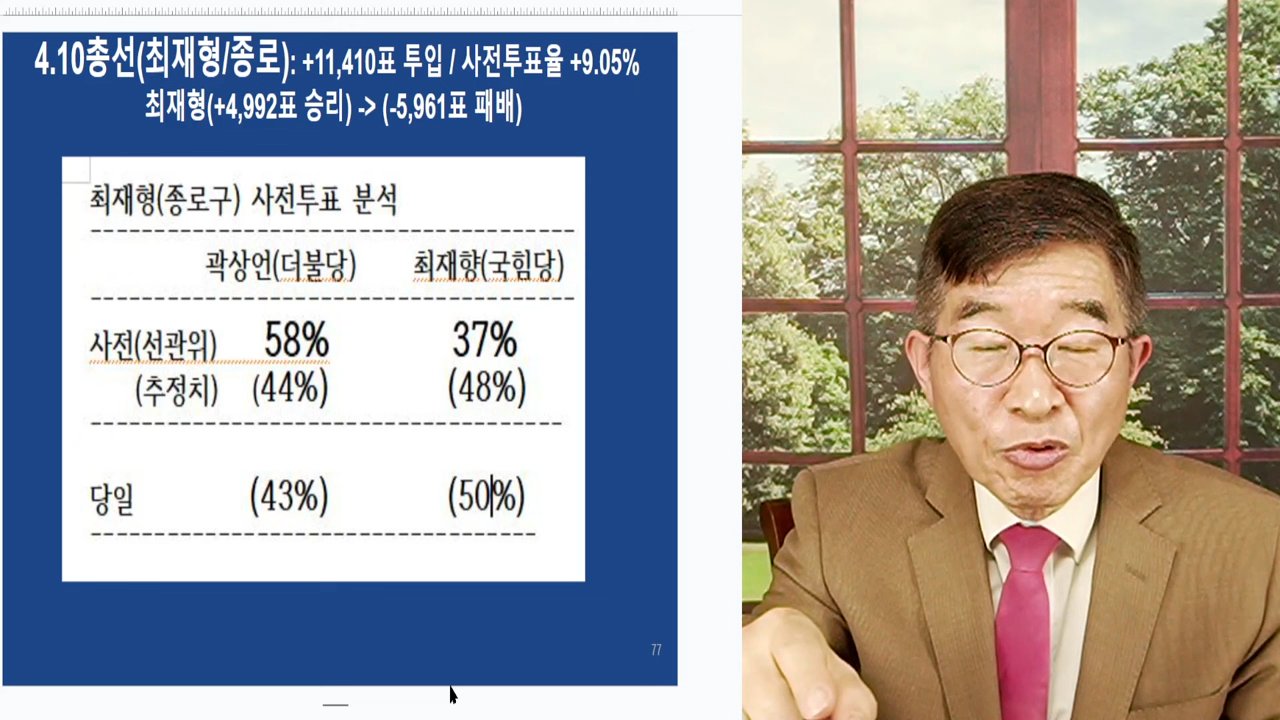 4.10총선(최재형/종로): +11,410표 투입 / 사전투표율 +9.05%
최재형(+4,992표 승리) -> (-5,961표 패배)
최재형(종로구) 사전투표 분석
곽상언(더불당) 최재향(국힘당)
사전(선관위) 58% 37%
(추정치) (44%) (48%)
당일 (43%) (50%)
77